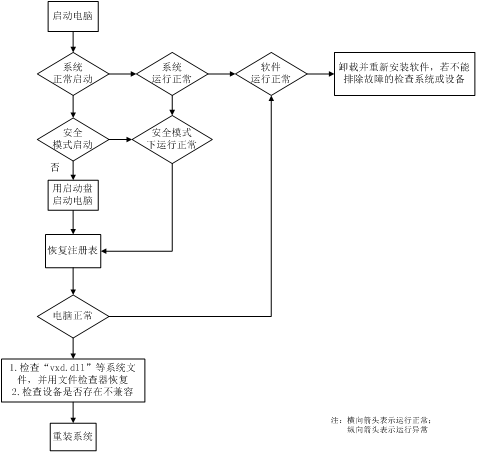 启动电脑
系统
正常启动
系统
运行正常
软件
运行正常
卸载并重新安装软件，若不能
排除故障的检查系统或设备
安全
模式启动
安全模式
下运行正常
否
用启动盘
启动电脑
恢复注册表
电脑正常
1.检查“vxd.dll”等系统文
件，并用文件检查器恢复
2.检查设备是否存在不兼容
重装系统
注：横向箭头表示运行正常；
纵向箭头表示运行异常